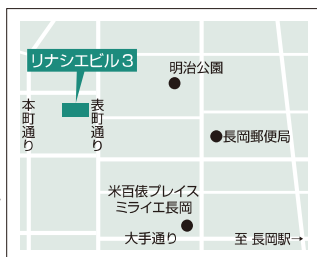 リナシエビル3
明治公園
本町通り
表町通り
長岡郵便局
米百俵プレイス
ミライエ長岡
大手通り
至 長岡駅→